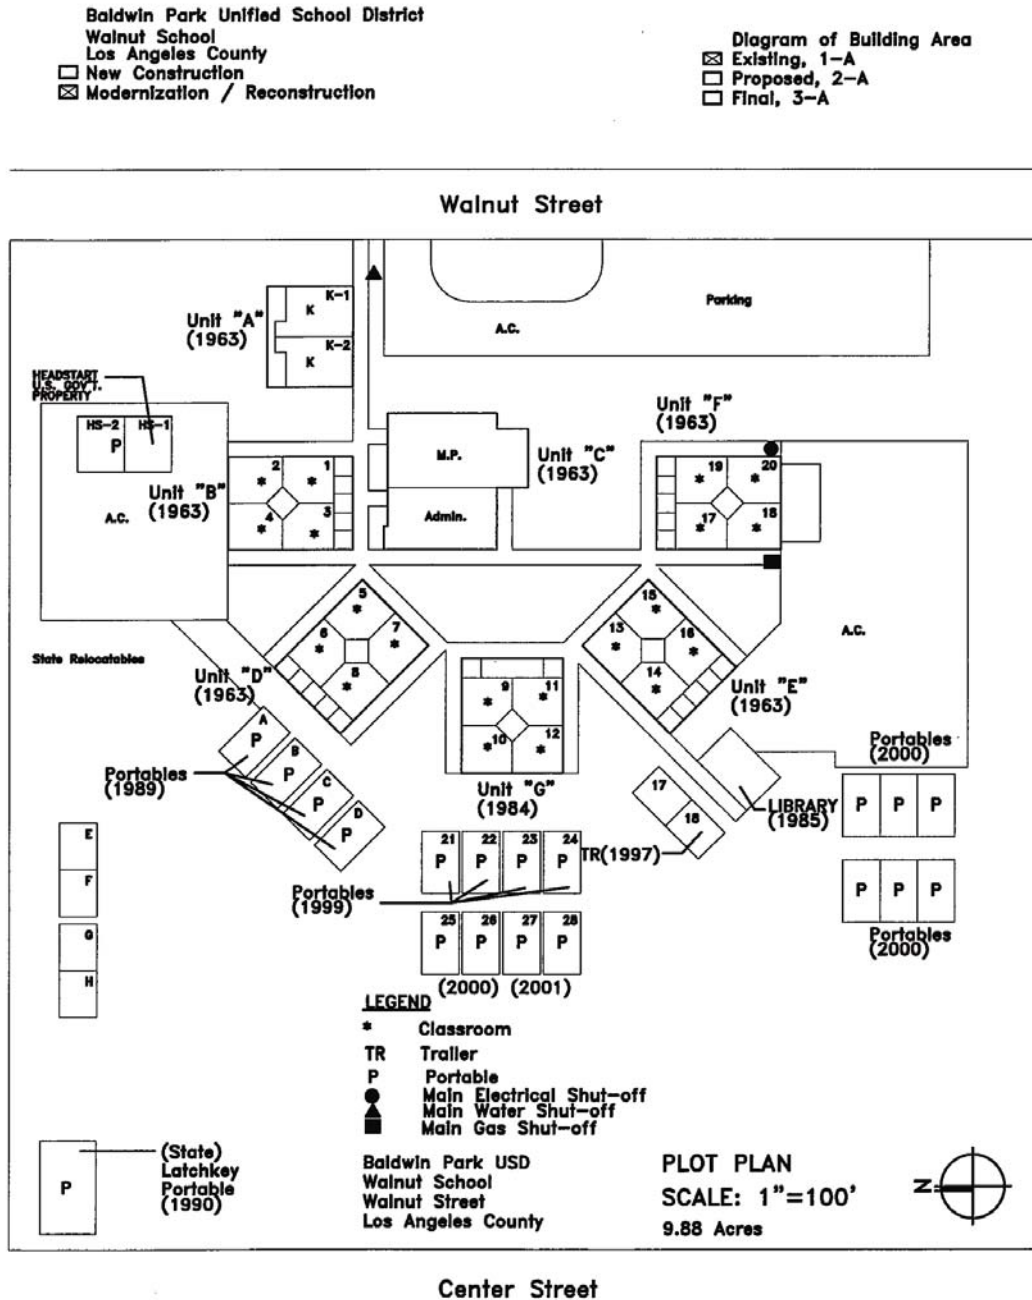 Baldwin Park Unified School District
Walnut School
Los Angeles County
New Construction
Modernization / Reconstruction
Diagram of Building Area
Existing, 1-A
Proposed, 2-A
Final, 3-A
Walnut Street
Parking
A.C.
K-1
K
K-2
K
Unit "A"
(1963)
HEADSTART
U.S. GOV'T.
PROPERTY
HS-2
HS-1
P
A.C.
Unit "B"
(1963)
2
1
*
*
4
3
*
*
M.P.
Admin.
Unit "C"
(1963)
Unit "F"
(1963)
19
20
*
*
17
18
*
*
A.C.
State Relocatables
5
*
6
*
7
*
8
*
Unit "D"
(1963)
15
*
13
*
16
*
14
*
Unit "E"
(1963)
9
11
*
*
10
12
*
*
Unit "G"
(1984)
A
P
B
P
C
P
D
P
Portables
(1989)
17
18
TR(1997)
LIBRARY
(1985)
Portables
(2000)
P P P
P P P
Portables
(2000)
E
F
G
H
21 22 23 24
P P P P
Portables
(1999)
25 26 27 28
P P P P
(2000) (2001)
LEGEND
* Classroom
TR Trailer
P Portable
Main Electrical Shut-off
Main Water Shut-off
Main Gas Shut-off
P
(State)
Latchkey
Portable
(1990)
Baldwin Park USD
Walnut School
Walnut Street
Los Angeles County
PLOT PLAN
SCALE: 1"=100'
9.88 Acres
N
Center Street